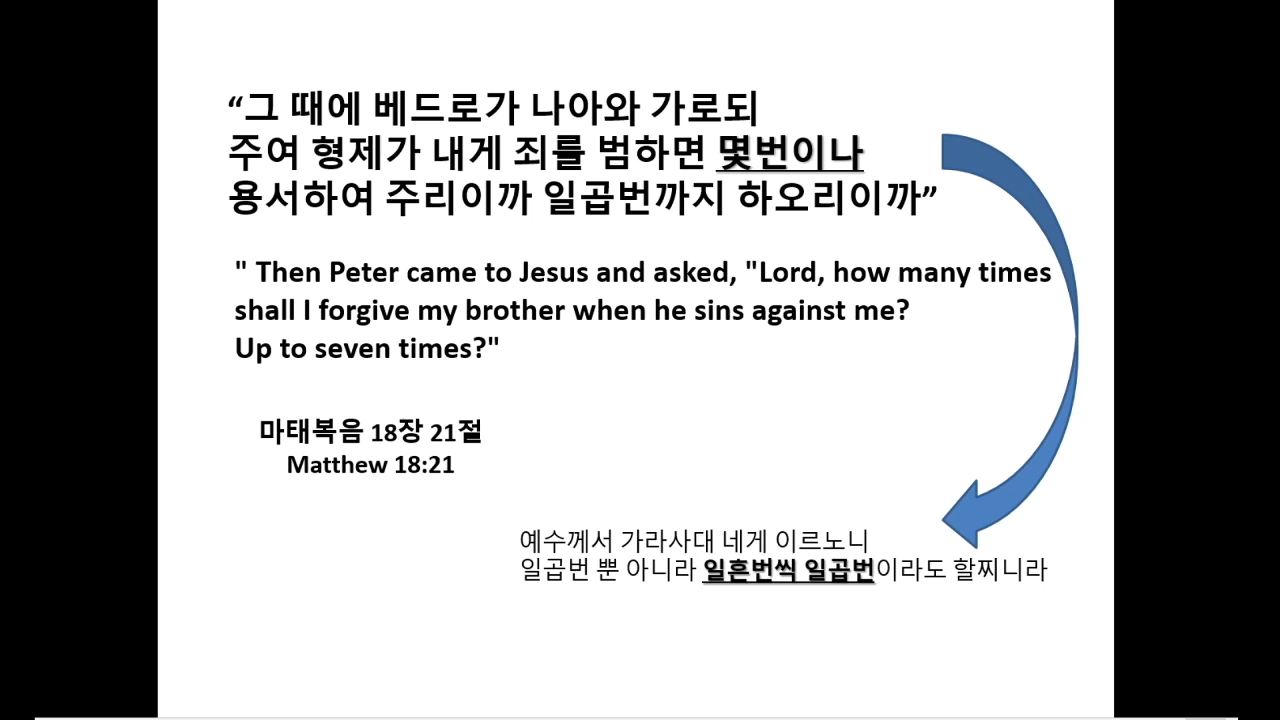 “그 때에 베드로가 나아와 가로되
주여 형제가 내게 죄를 범하면 몇번이나
용서하여 주리이까 일곱번까지 하오리이까”
" Then Peter came to Jesus and asked, "Lord, how many times
shall I forgive my brother when he sins against me?
Up to seven times?"
마태복음 18장 21절
Matthew 18:21
예수께서 가라사대 네게 이르노니
일곱번 뿐 아니라 일흔번씩 일곱번이라도 할찌니라